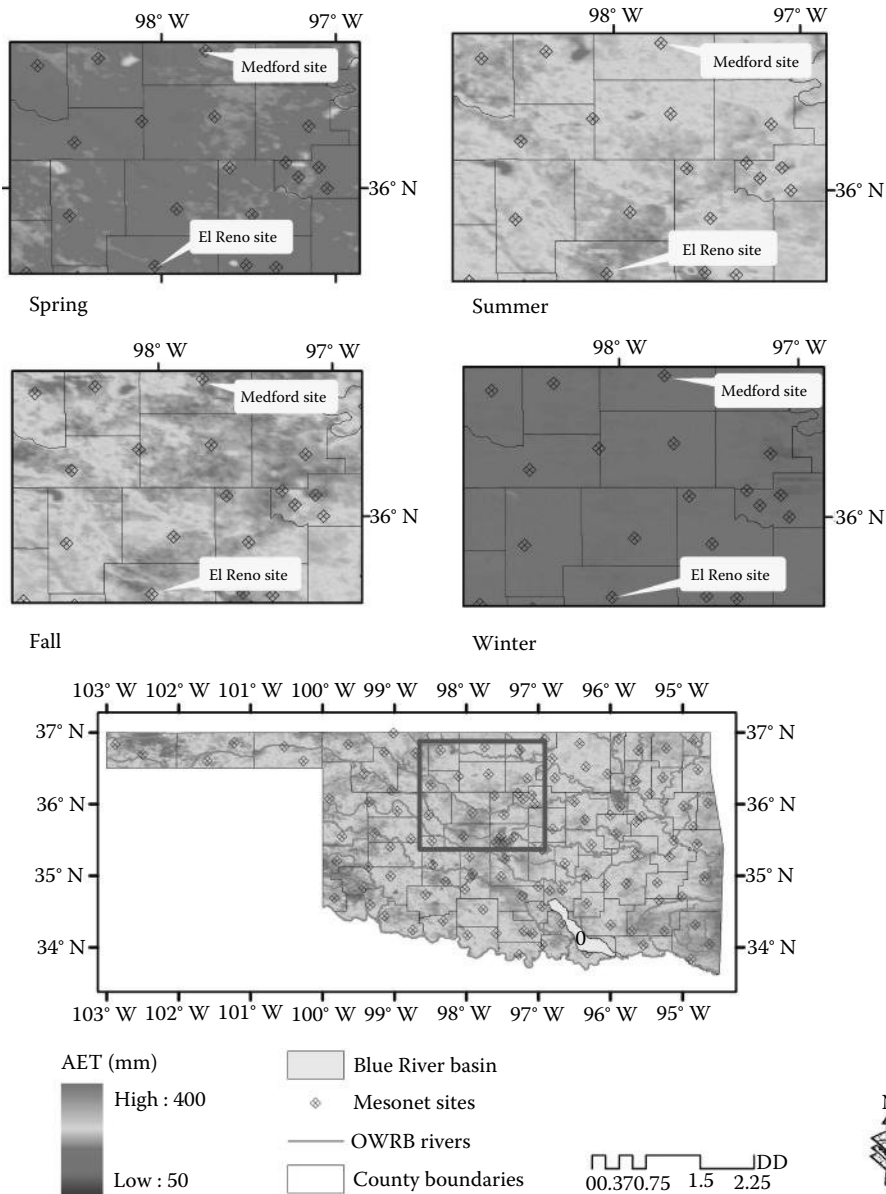 98° W 97° W
Medford site
36° N
El Reno site
Spring
98° W 97° W
Medford site
36° N
El Reno site
Summer
98° W 97° W
Medford site
36° N
El Reno site
Fall
98° W 97° W
Medford site
36° N
El Reno site
Winter
103° W 102° W 101° W 100° W 99° W 98° W 97° W 96° W 95° W
37° N 37° N
36° N 36° N
35° N 35° N
34° N 34° N
0
103° W 102° W 101° W 100° W 99° W 98° W 97° W 96° W 95° W
AET (mm)
High : 400
Low : 50
Blue River basin
Mesonet sites
OWRB rivers
County boundaries
DD
00.370.75 1.5 2.25